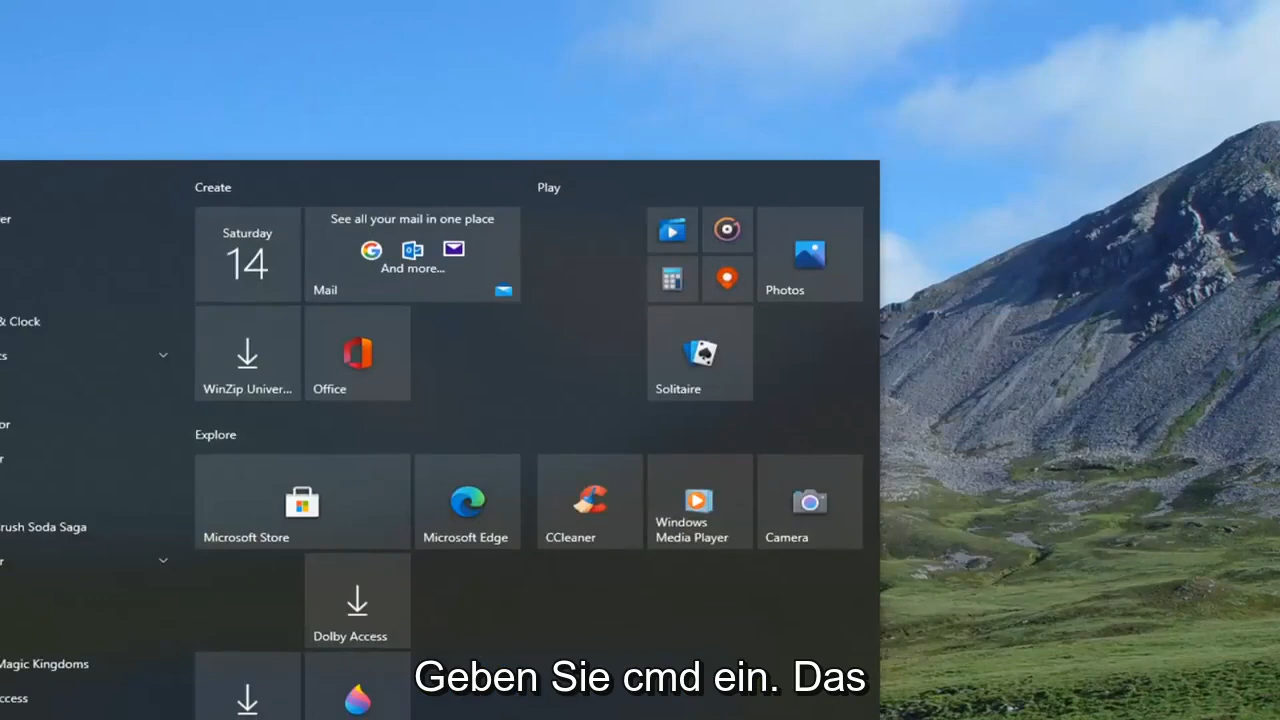 Create
Play
er
Saturday
14
See all your mail in one place
And more...
Mail
Photos
& Clock
ts
WinZip Univer...
Office
Solitaire
or
r
Explore
rush Soda Saga
Microsoft Store
Microsoft Edge
CCleaner
Windows
Media Player
Camera
r
Dolby Access
Magic Kingdoms
ccess
Geben Sie cmd ein. Das